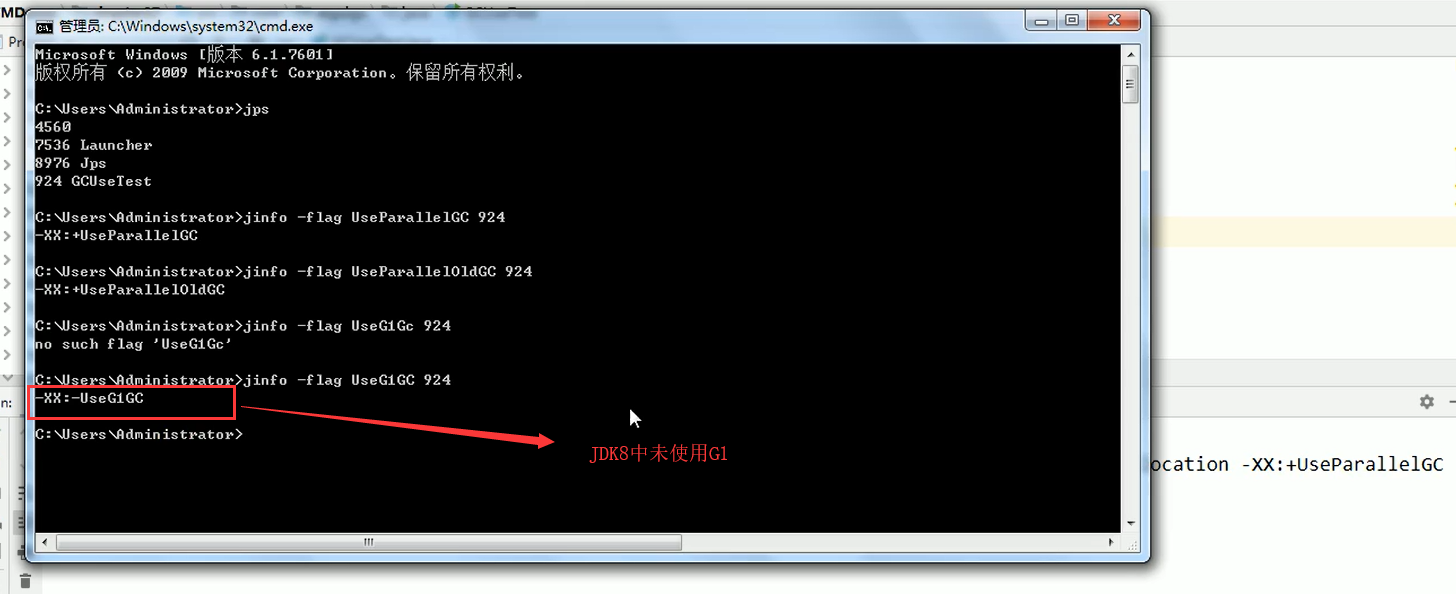 管理员: C:\Windows\system32\cmd.exe
Microsoft Windows [版本 6.1.7601]
版权所有 (c) 2009 Microsoft Corporation。保留所有权利。
C:\Users\Administrator>jps
4560
7536 Launcher
8976 Jps
924 GCUseTest
C:\Users\Administrator>jinfo -flag UseParallelGC 924
-XX:+UseParallelGC
C:\Users\Administrator>jinfo -flag UseParallelOldGC 924
-XX:+UseParallelOldGC
C:\Users\Administrator>jinfo -flag UseG1Gc 924
no such flag 'UseG1Gc'
C:\Users\Administrator>jinfo -flag UseG1GC 924
-XX:-UseG1GC
C:\Users\Administrator>
JDK8中未使用G1
ocation -XX:+UseParallelGC